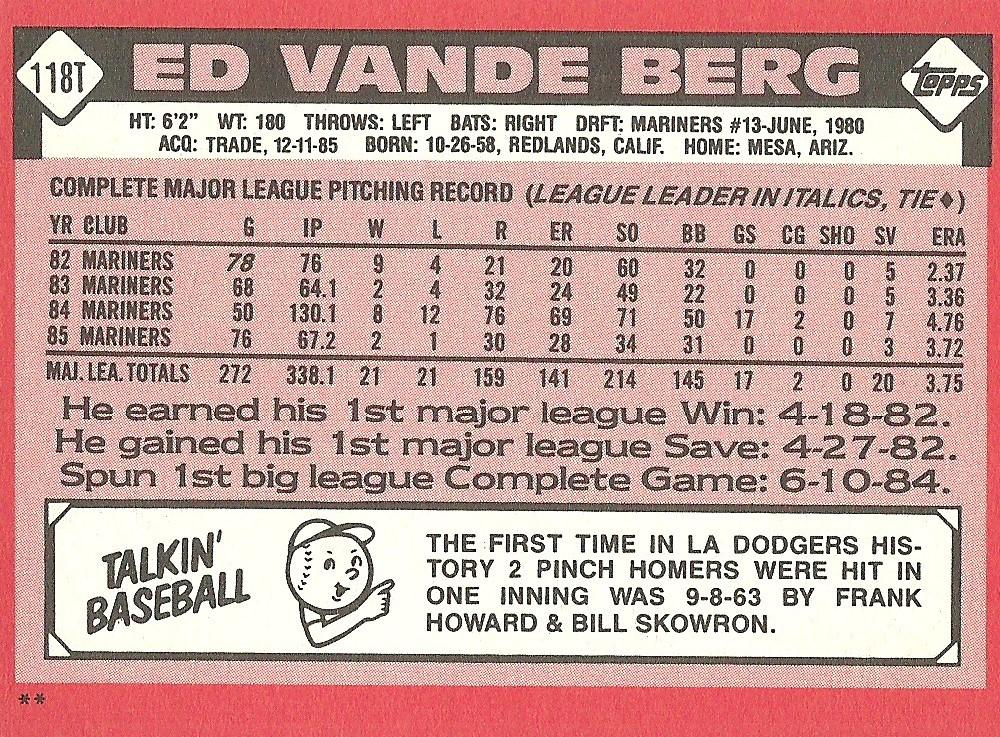 118T ED VANDE BERG topps
HT: 6'2" WT: 180 THROWS: LEFT BATS: RIGHT DRFT: MARINERS #13-JUNE, 1980
ACQ: TRADE, 12-11-85 BORN: 10-26-58, REDLANDS, CALIF. HOME: MESA, ARIZ.
COMPLETE MAJOR LEAGUE PITCHING RECORD (LEAGUE LEADER IN ITALICS, TIE♦)
YR CLUB G IP W L R ER SO BB GS CG SHO SV ERA
82 MARINERS 78 76 9 4 21 20 60 32 0 0 0 5 2.37
83 MARINERS 68 64.1 2 4 32 24 49 22 0 0 0 5 3.36
84 MARINERS 50 130.1 8 12 76 69 71 50 17 2 0 7 4.76
85 MARINERS 76 67.2 2 1 30 28 34 31 0 0 0 3 3.72
MAJ. LEA. TOTALS 272 338.1 21 21 159 141 214 145 17 2 0 20 3.75
He earned his 1st major league Win: 4-18-82.
He gained his 1st major league Save: 4-27-82.
Spun 1st big league Complete Game: 6-10-84.
TALKIN'
BASEBALL
THE FIRST TIME IN LA DODGERS HIS-
TORY 2 PINCH HOMERS WERE HIT IN
ONE INNING WAS 9-8-63 BY FRANK
HOWARD & BILL SKOWRON.
**